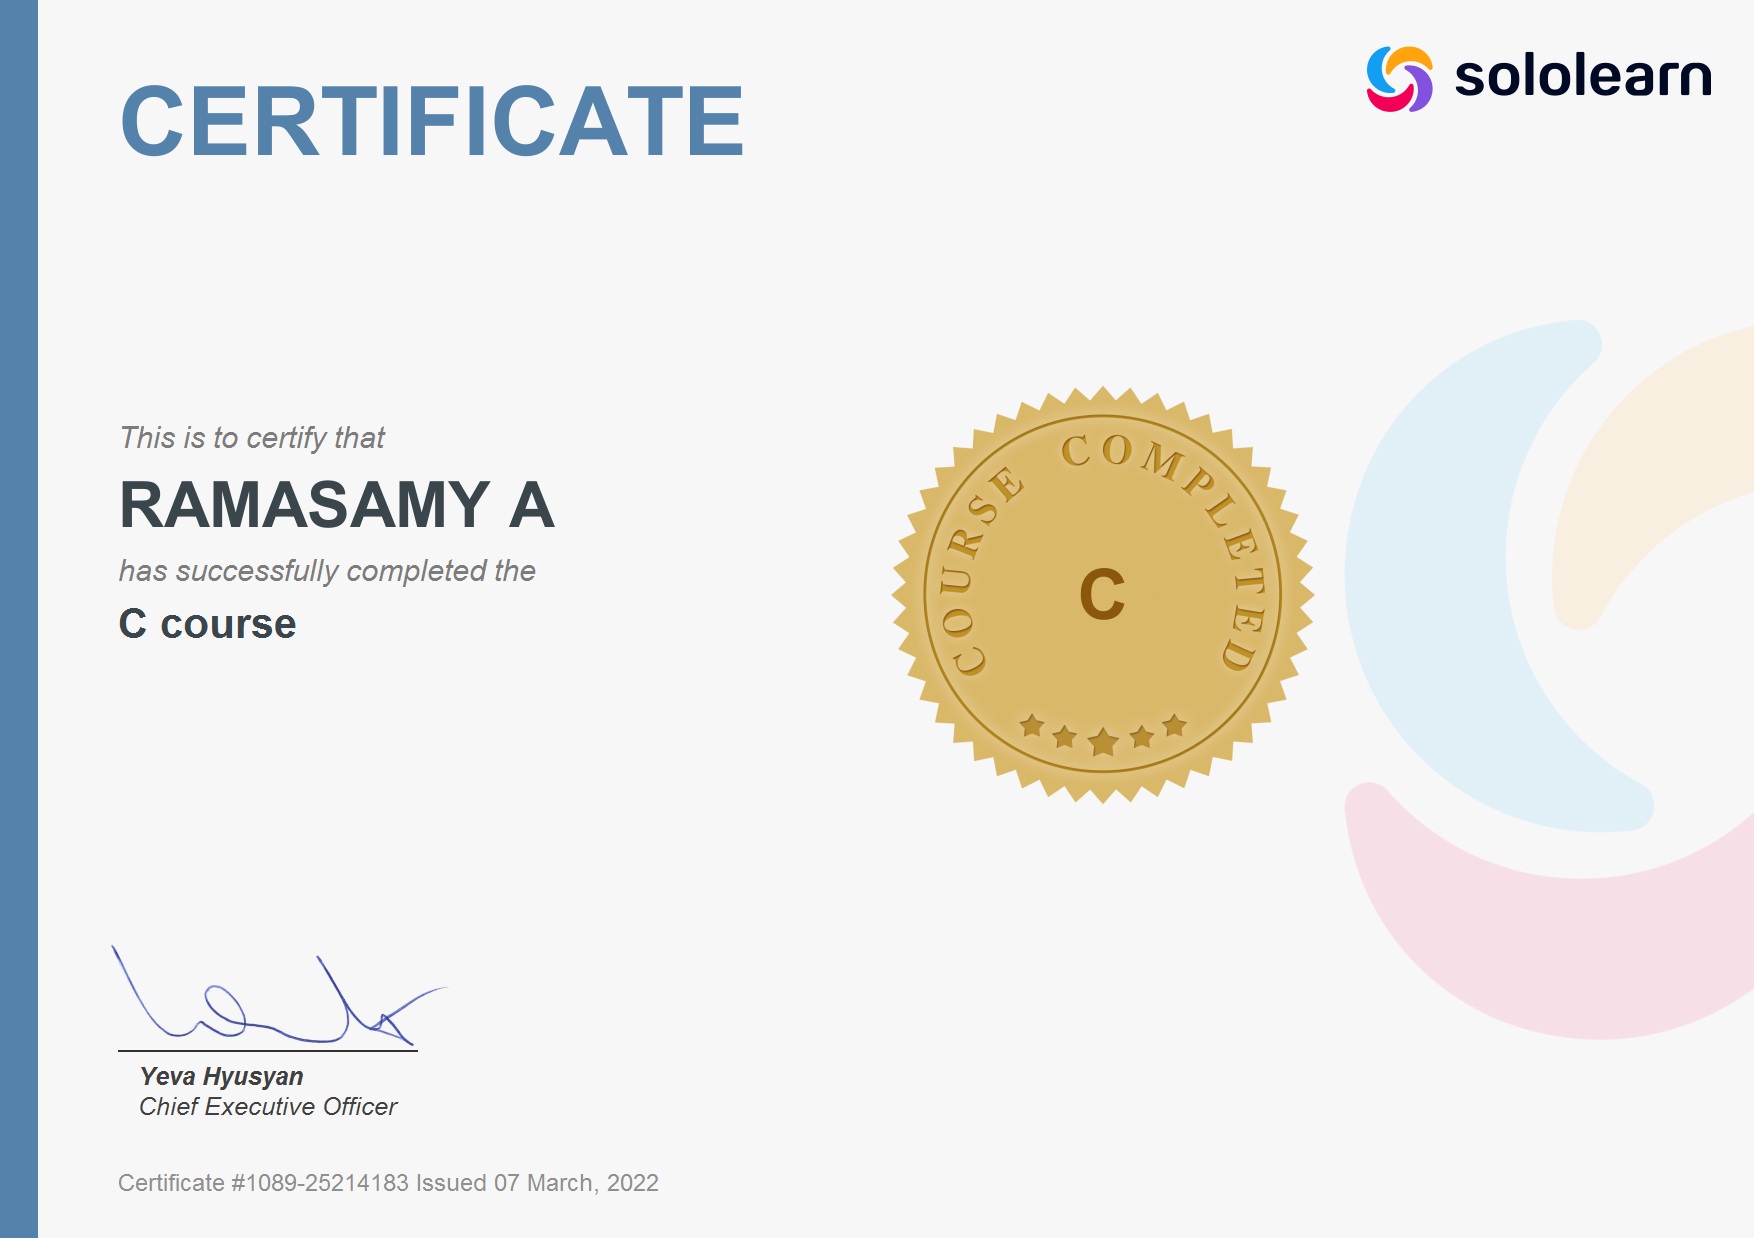 sololearn
CERTIFICATE
This is to certify that
RAMASAMY A
has successfully completed the
C course
COURSE COMPLETED
C
Yeva Hyusyan
Chief Executive Officer
Certificate #1089-25214183 Issued 07 March, 2022